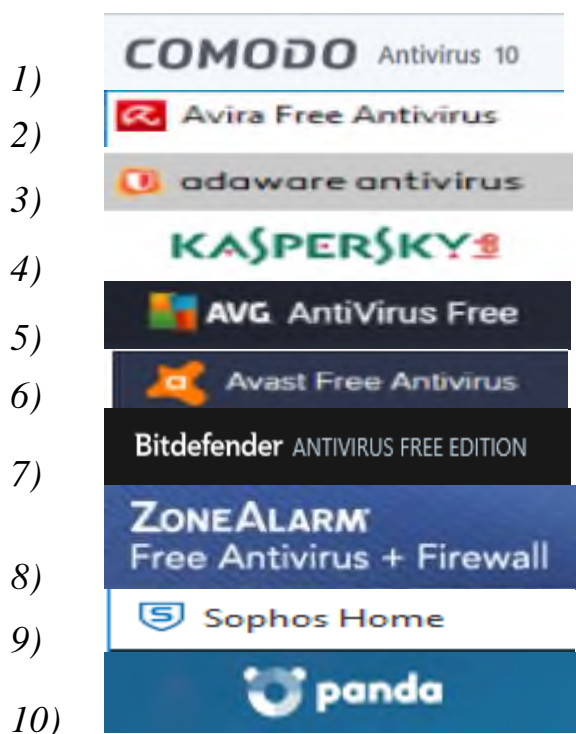 1) COMODO Antivirus 10
2) Avira Free Antivirus
3) adaware antivirus
4) KASPERSKY
5) AVG AntiVirus Free
6) a Avast Free Antivirus
7) Bitdefender ANTIVIRUS FREE EDITION
8) ZONEALARM
Free Antivirus + Firewall
9) S Sophos Home
10) panda